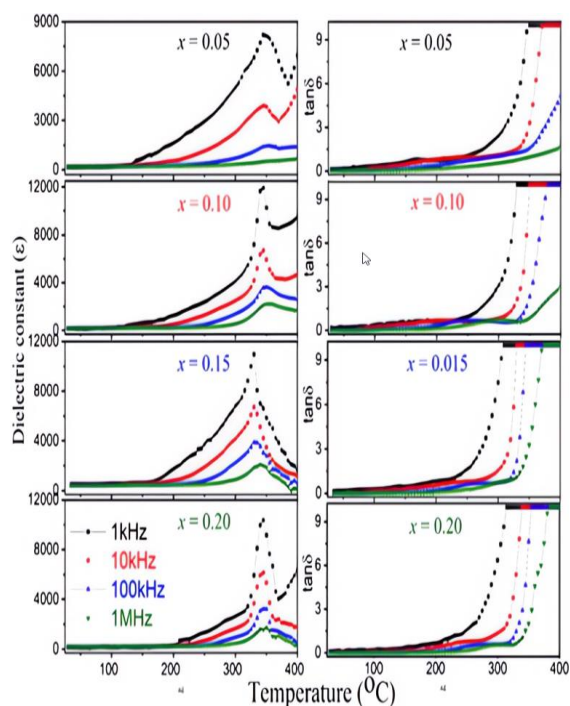 9000
6000
3000
0
x = 0.05
9
6
3
0
tanδ
x = 0.05
12000
8000
4000
0
x = 0.10
9
6
3
0
tanδ
x = 0.10
12000
8000
4000
0
x = 0.15
9
6
3
0
tanδ
x = 0.015
12000
8000
4000
0
x = 0.20
1kHz
10kHz
100kHz
1MHz
9
6
3
0
tanδ
x = 0.20
Dielectric constant (ε)
100 200 300 400
100 200 300 400
Temperature (⁰C)